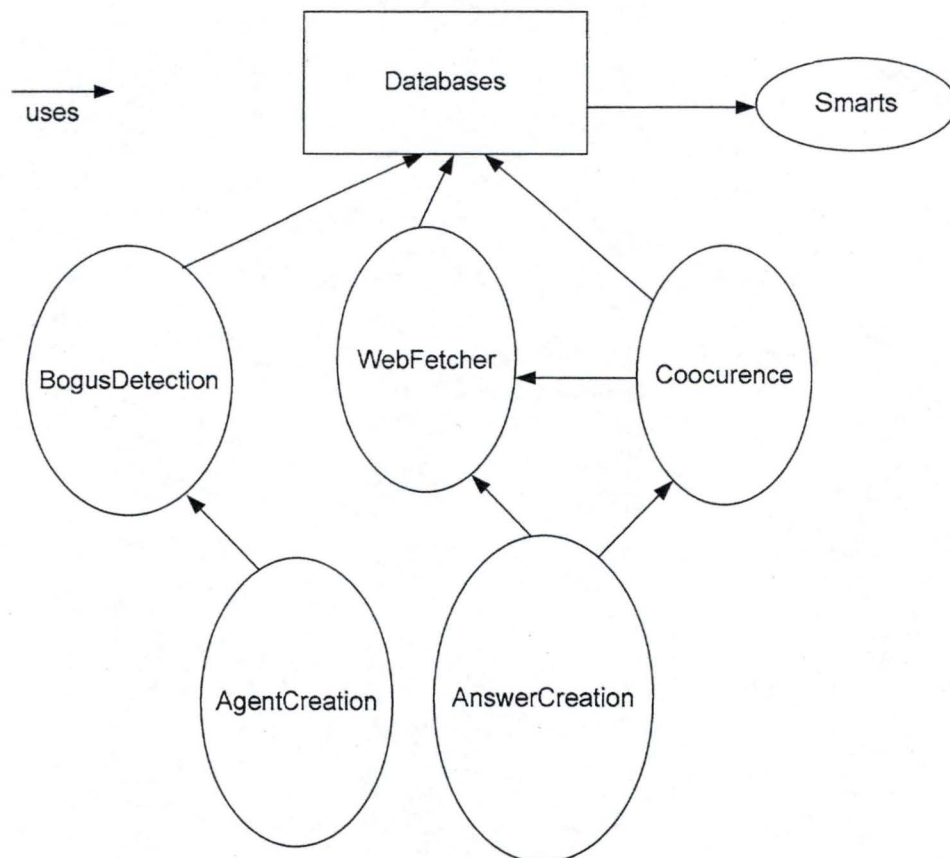 Databases
Smarts
uses
WebFetcher
Coocurence
BogusDetection
AgentCreation
AnswerCreation